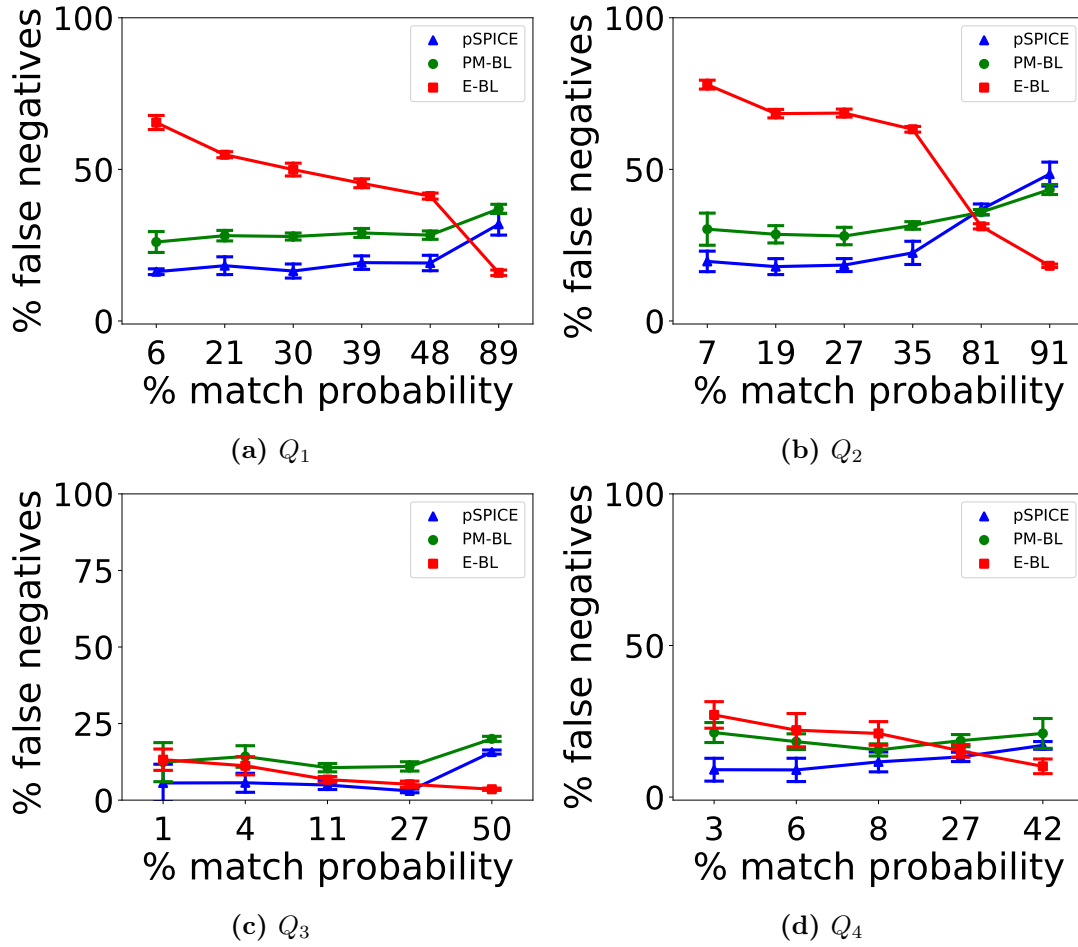 % false negatives
100
50
0
pSPICE
PM-BL
E-BL
6 21 30 39 48 89
% match probability
(a) Q1
% false negatives
100
50
0
pSPICE
PM-BL
E-BL
7 19 27 35 81 91
% match probability
(b) Q2
% false negatives
100
75
50
25
0
pSPICE
PM-BL
E-BL
1 4 11 27 50
% match probability
(c) Q3
% false negatives
100
50
0
pSPICE
PM-BL
E-BL
3 6 8 27 42
% match probability
(d) Q4